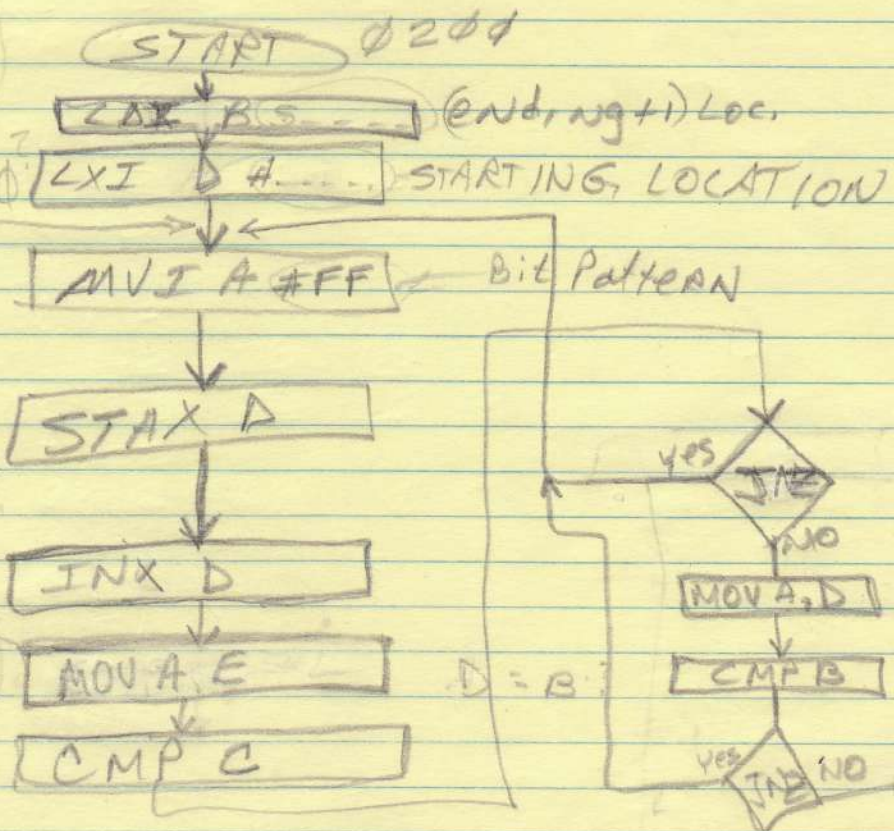 START 0200
B (ending+1) Loc.
LXI D #..... STARTING LOCATION
MVI A #FF Bit Pattern
STAX D
yes JNZ
NO
INX D
MOV A, D
MOV A, E
D = B
CMP B
CMP C
yes JNZ NO